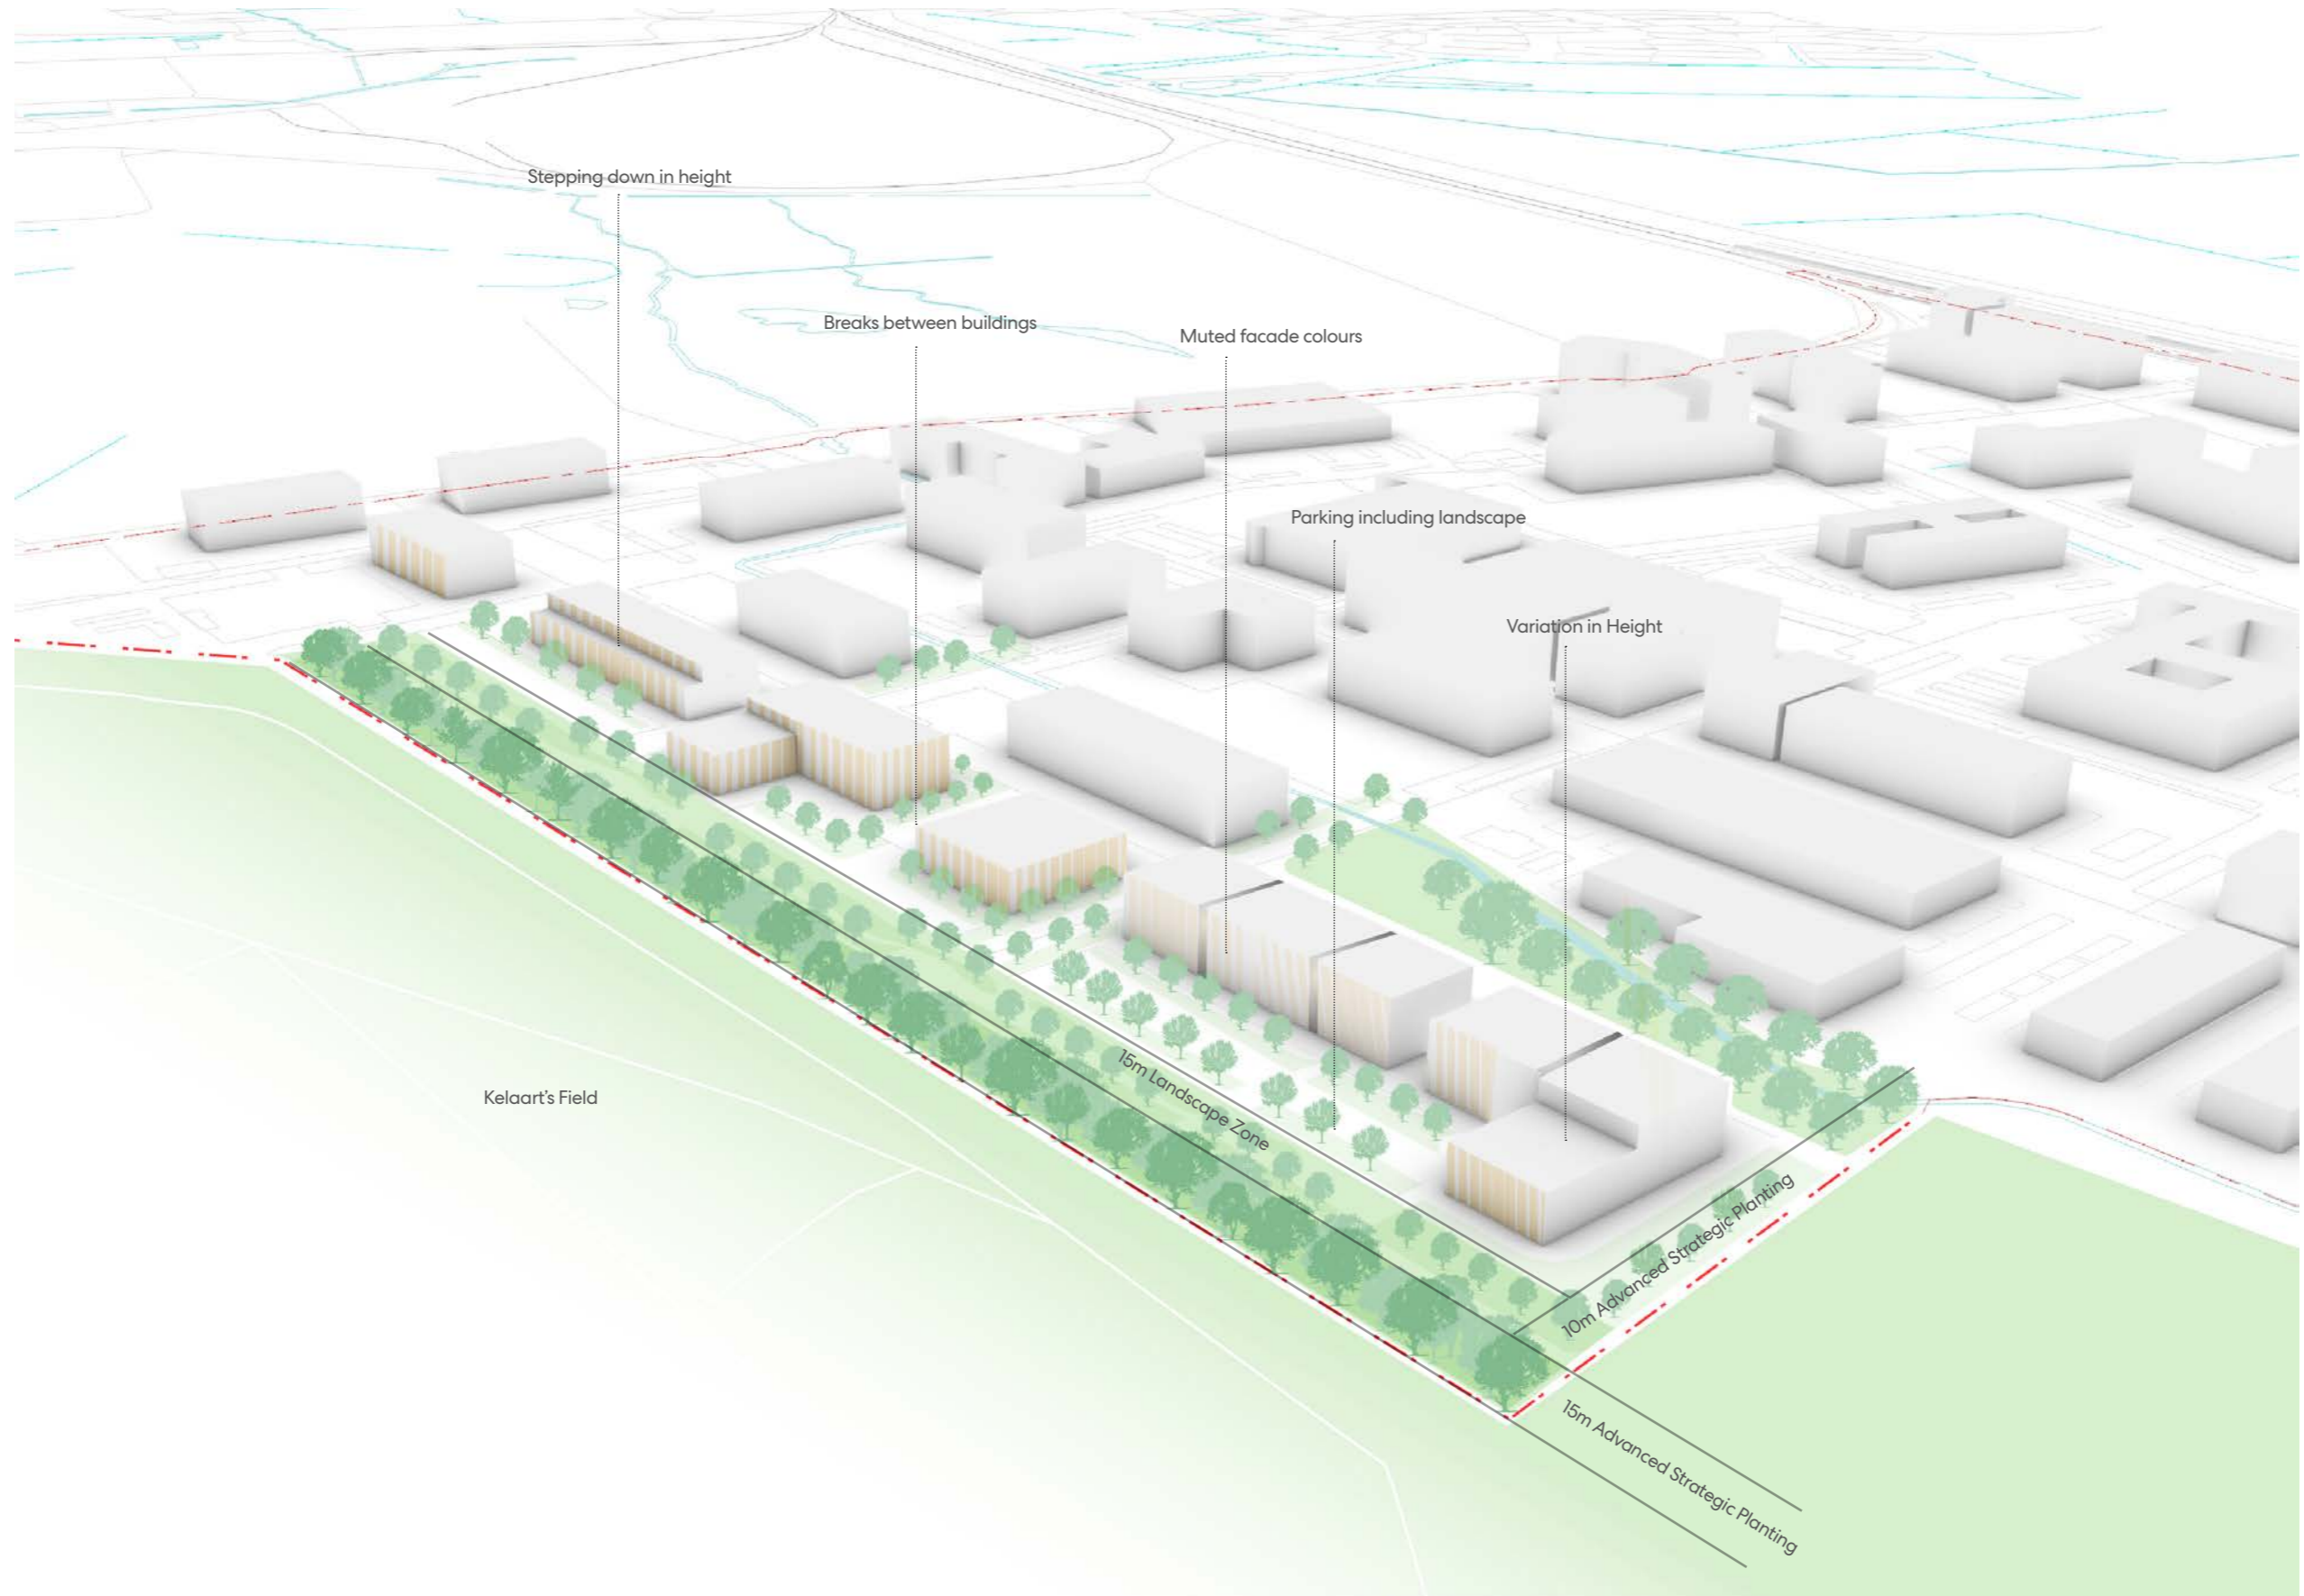 Stepping down in height
Breaks between buildings
Muted facade colours
Parking including landscape
Variation in Height
15m Landscape Zone
Kelaart's Field
10m Advanced Strategic Planting
15m Advanced Strategic Planting